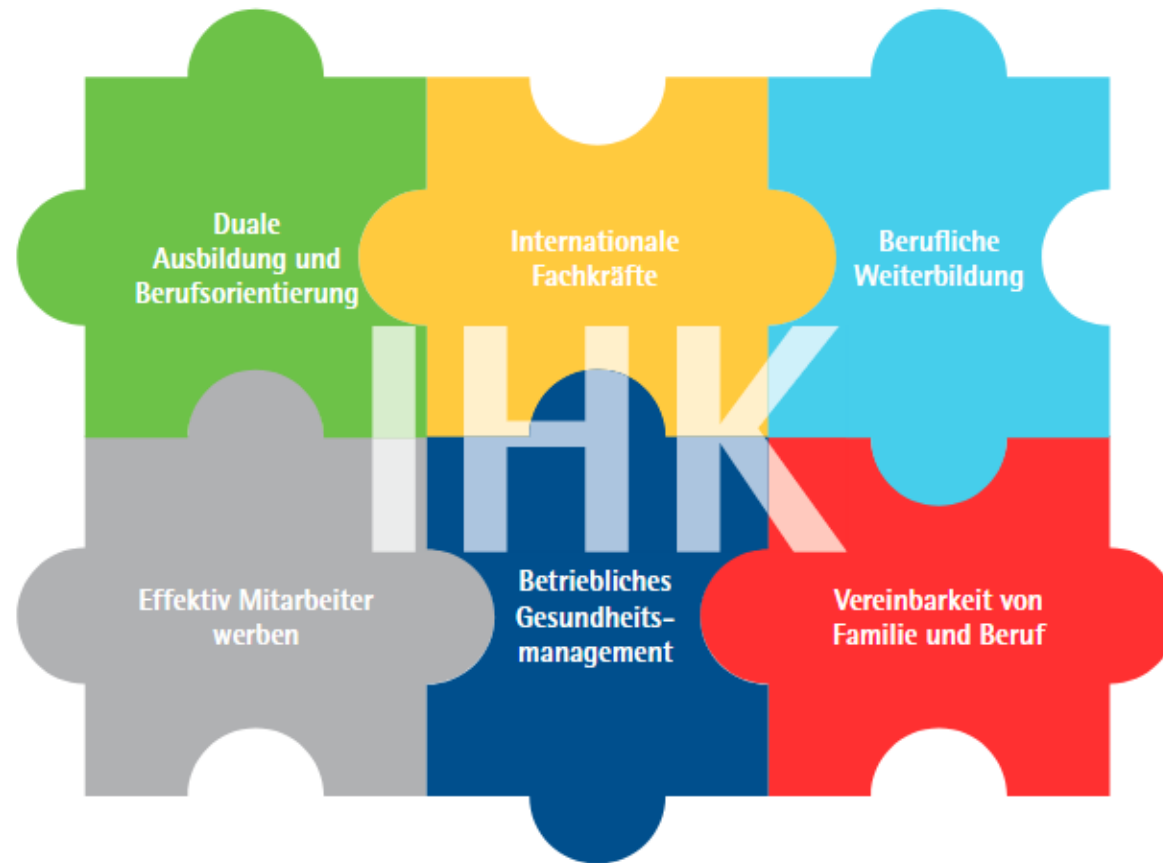 Duale
Ausbildung und
Berufsorientierung
Internationale
Fachkräfte
Berufliche
Weiterbildung
IHK
Effektiv Mitarbeiter
werben
Betriebliches
Gesundheits-
management
Vereinbarkeit von
Familie und Beruf